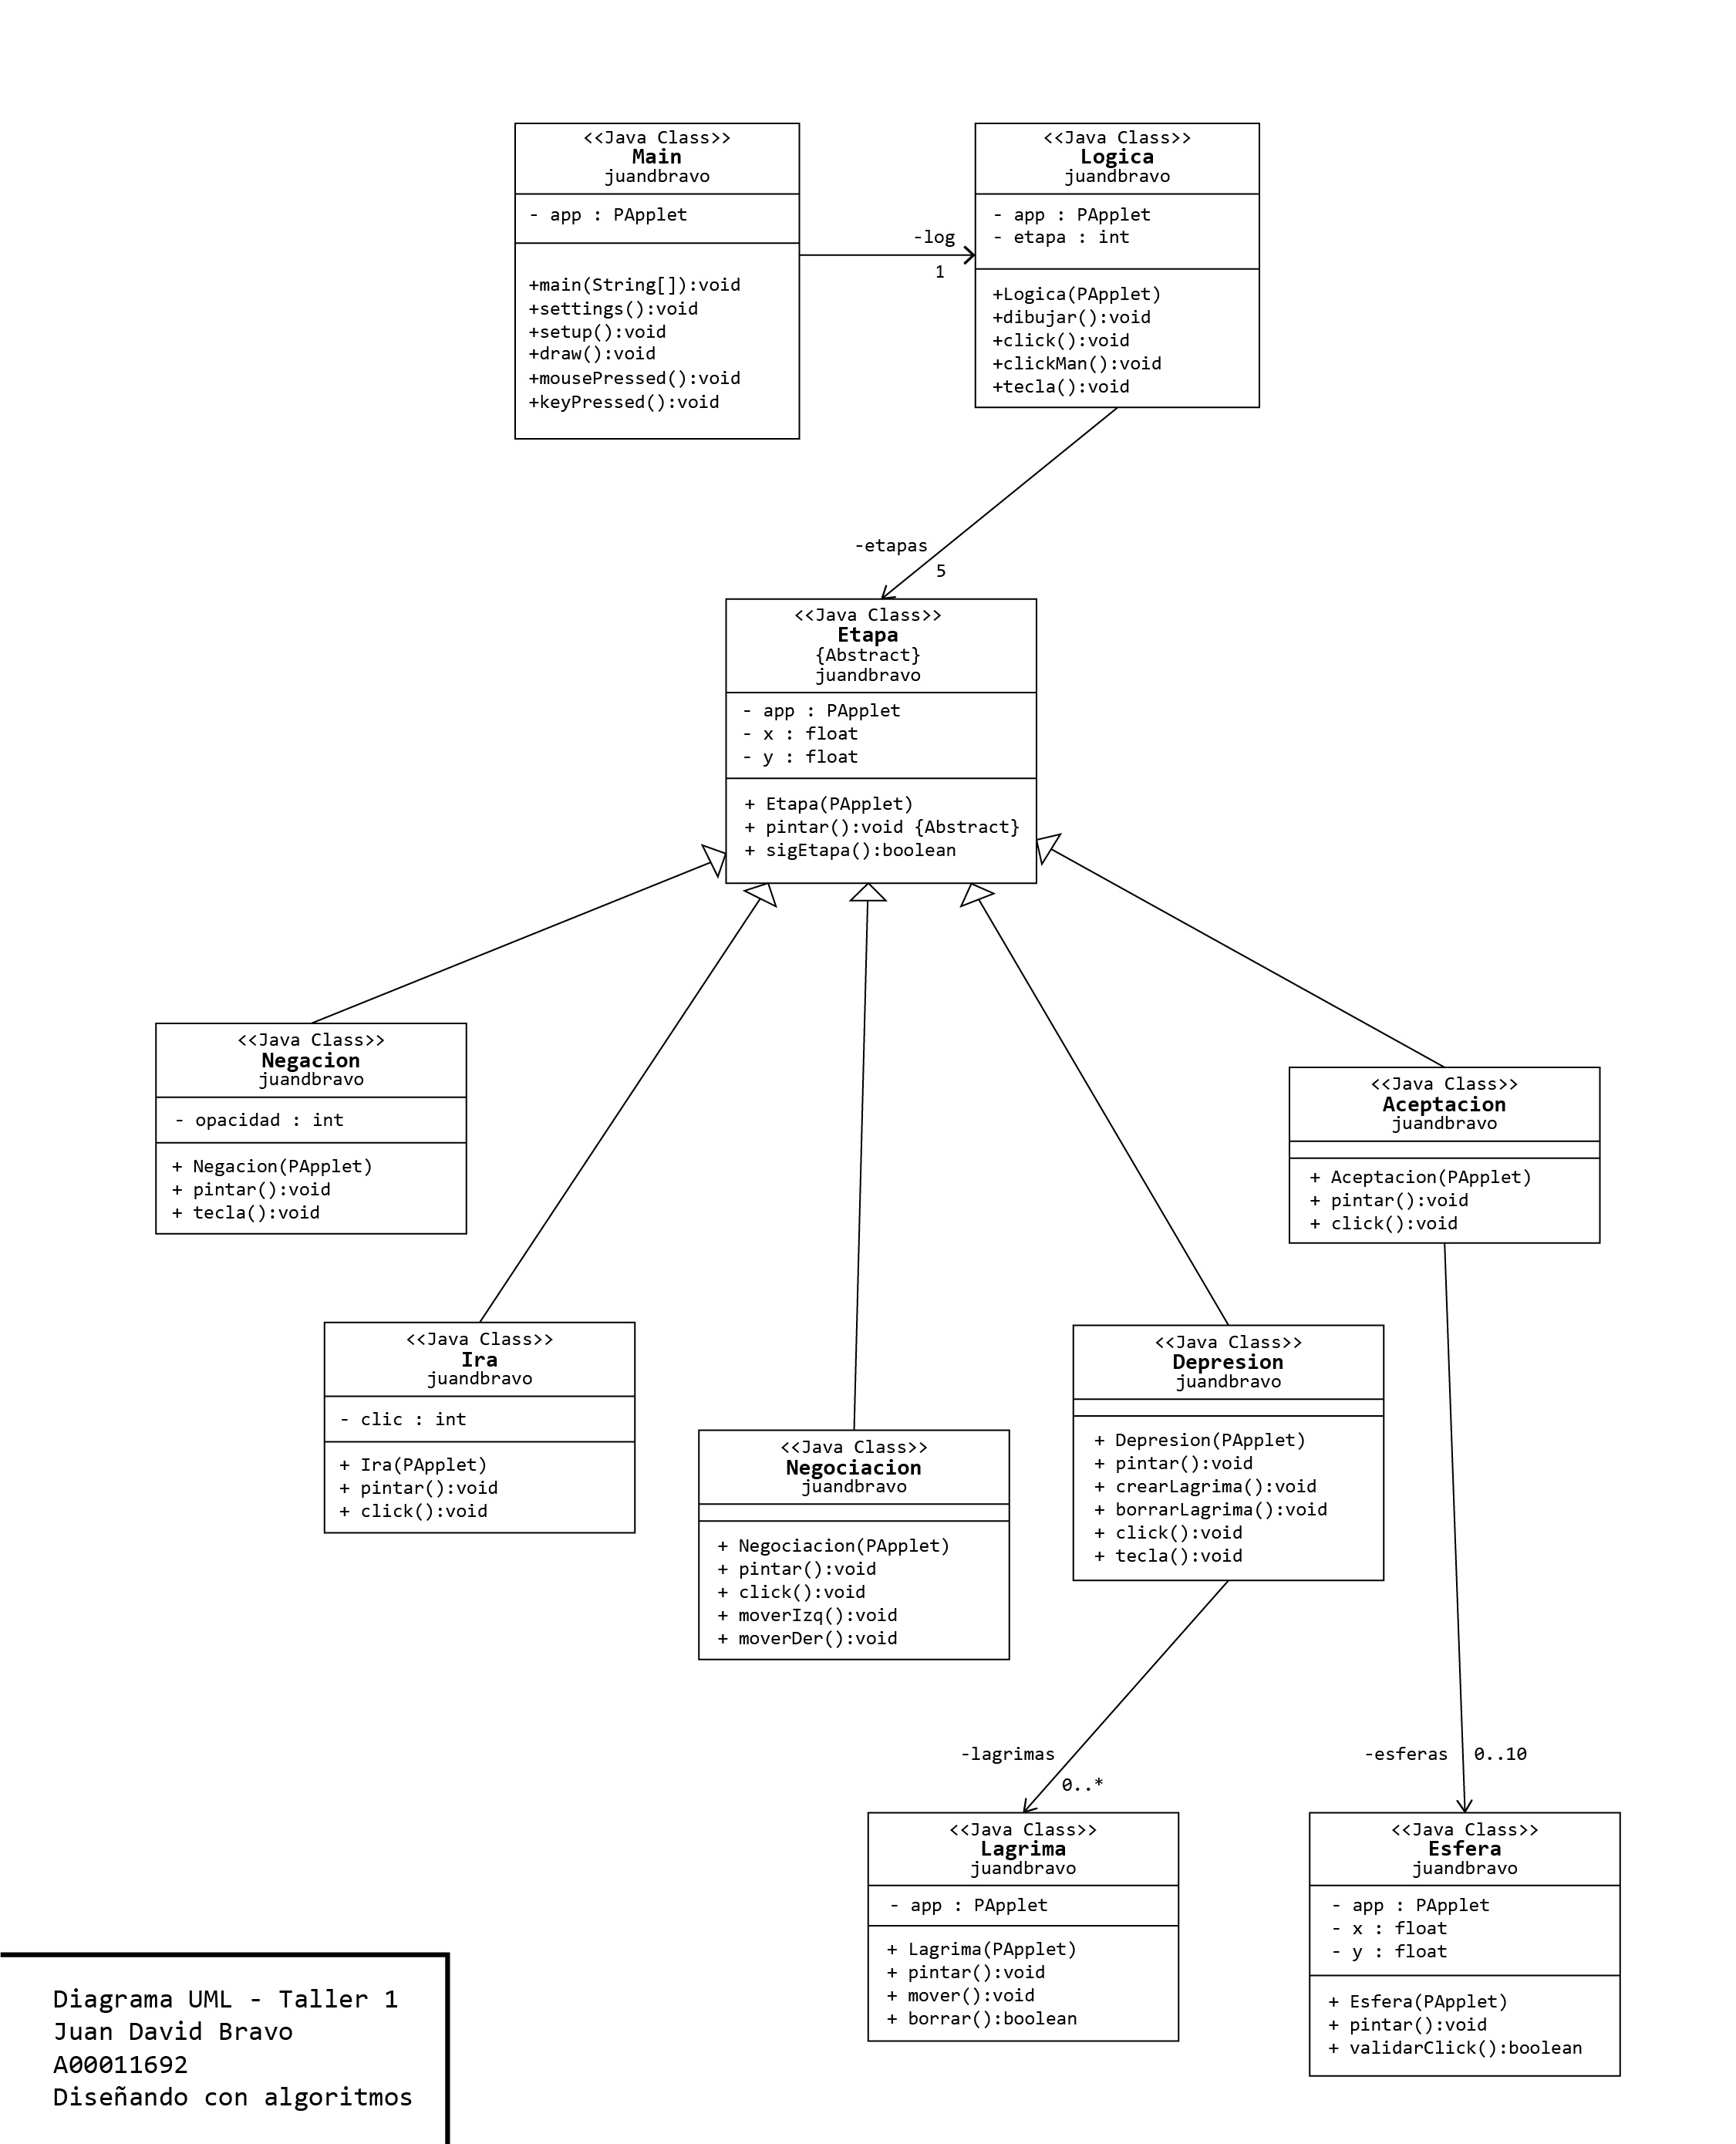 <<Java Class>>
Main
juandbravo
- app : PApplet
+main(String[]):void
+settings():void
+setup():void
+draw():void
+mousePressed():void
+keyPressed():void
-log
1
<<Java Class>>
Logica
juandbravo
- app : PApplet
- etapa : int
+Logica(PApplet)
+dibujar():void
+click():void
+clickMan():void
+tecla():void
-etapas
5
<<Java Class>>
Etapa
{Abstract}
juandbravo
- app : PApplet
- x : float
- y : float
+ Etapa(PApplet)
+ pintar():void {Abstract}
+ sigEtapa():boolean
<<Java Class>>
Negacion
juandbravo
- opacidad : int
+ Negacion(PApplet)
+ pintar():void
+ tecla():void
<<Java Class>>
Ira
juandbravo
- clic : int
+ Ira(PApplet)
+ pintar():void
+ click():void
<<Java Class>>
Negociacion
juandbravo
+ Negociacion(PApplet)
+ pintar():void
+ click():void
+ moverIzq():void
+ moverDer():void
<<Java Class>>
Depresion
juandbravo
+ Depresion(PApplet)
+ pintar():void
+ crearLagrima():void
+ borrarLagrima():void
+ click():void
+ tecla():void
<<Java Class>>
Aceptacion
juandbravo
+ Aceptacion(PApplet)
+ pintar():void
+ click():void
-lagrimas
0..*
<<Java Class>>
Lagrima
juandbravo
- app : PApplet
+ Lagrima(PApplet)
+ pintar():void
+ mover():void
+ borrar():boolean
-esferas
0..10
<<Java Class>>
Esfera
juandbravo
- app : PApplet
- x : float
- y : float
+ Esfera(PApplet)
+ pintar():void
+ validarClick():boolean
Diagrama UML - Taller 1
Juan David Bravo
A00011692
Diseñando con algoritmos